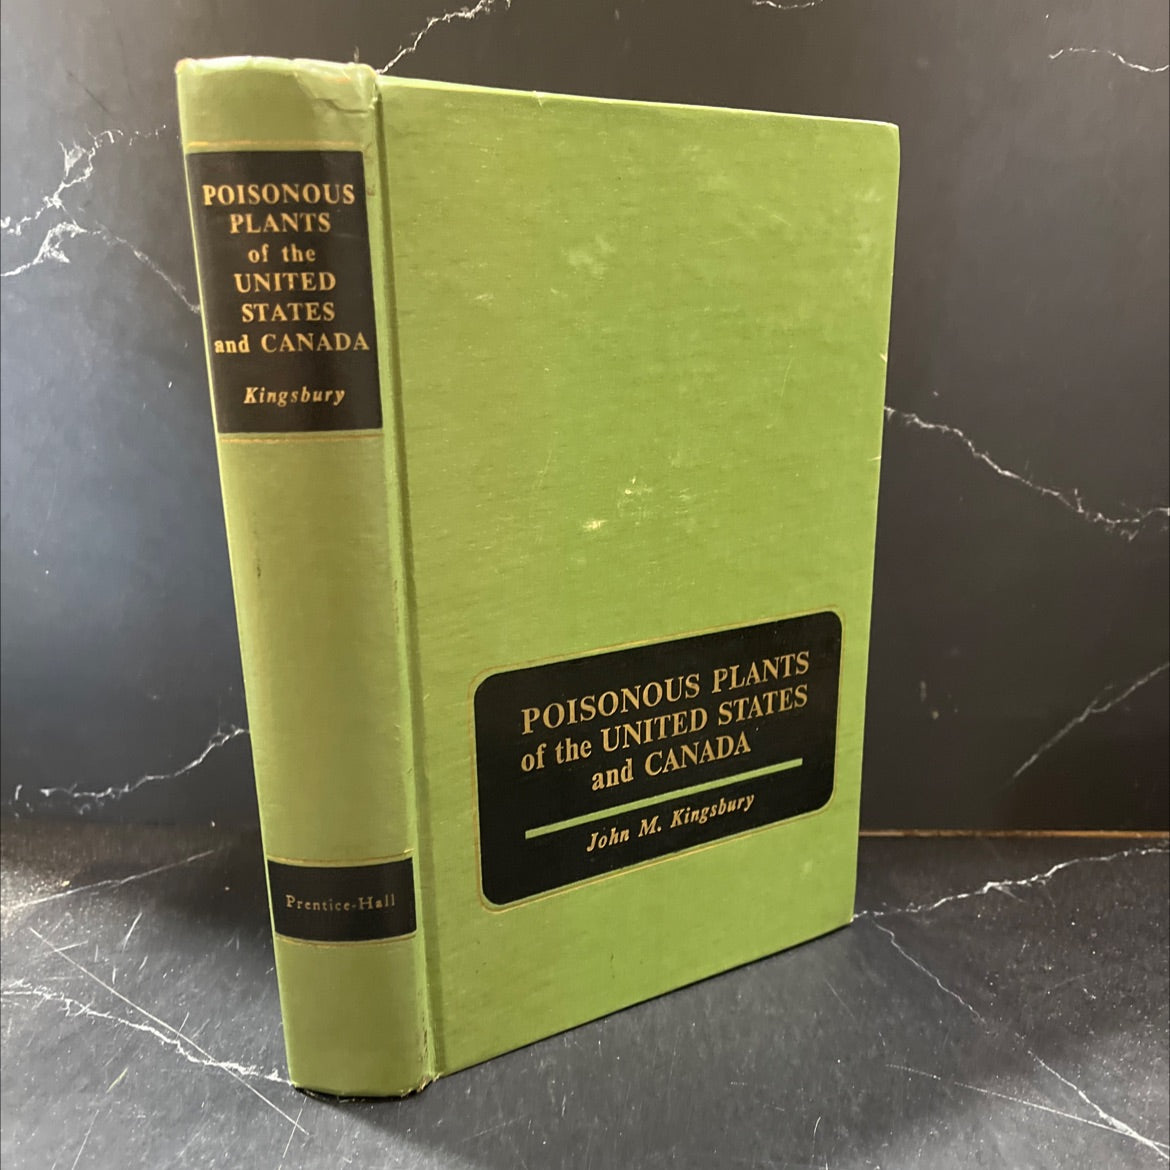 POISONOUS
PLANTS
of the
UNITED
STATES
and CANADA
Kingsbury
Prentice-Hall
POISONOUS PLANTS
of the UNITED STATES
and CANADA
John M. Kingsbury